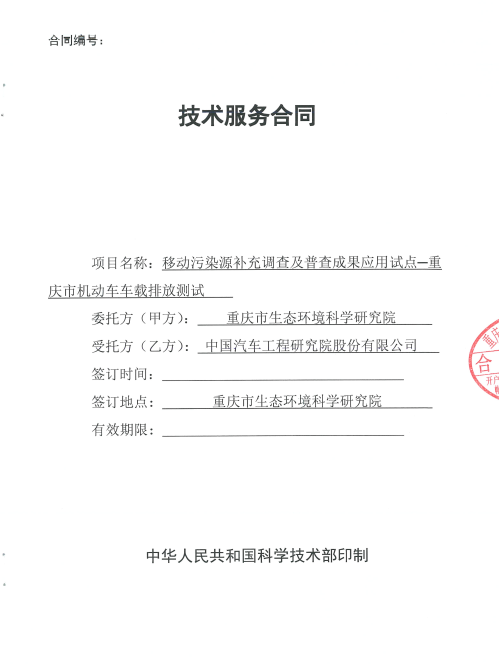 合同编号：
技术服务合同
项目名称：移动污染源补充调查及普查成果应用试点—重
庆市机动车车载排放测试
委托方（甲方）：重庆市生态环境科学研究院
受托方（乙方）：中国汽车工程研究院股份有限公司
签订时间：
签订地点：重庆市生态环境科学研究院
有效期限：
重庆
合
开户
中华人民共和国科学技术部印制